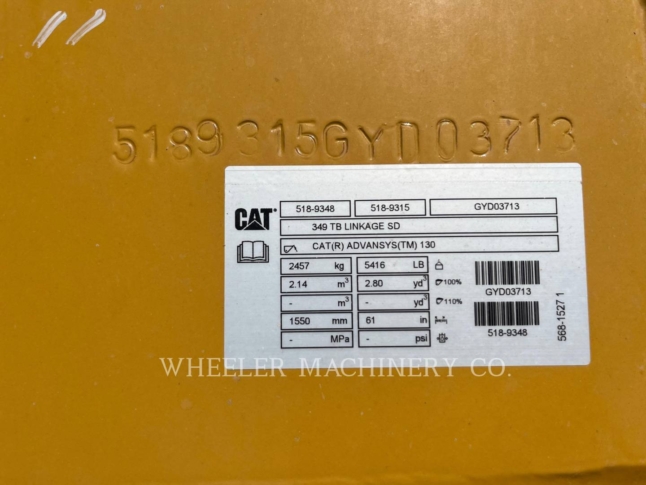 5189315GYD03713
CAT 518-9348 518-9315 GYD03713
349 TB LINKAGE SD
CAT(R) ADVANSYS(TM) 130
2457 kg 5416 LB
2.14 m³ 2.80 yd³ 100%
- m³ - yd³ 110%
1550 mm 61 in
- MPa - psi
GYD03713
518-9348
568-1527 1
WHEELER MACHINERY CO.